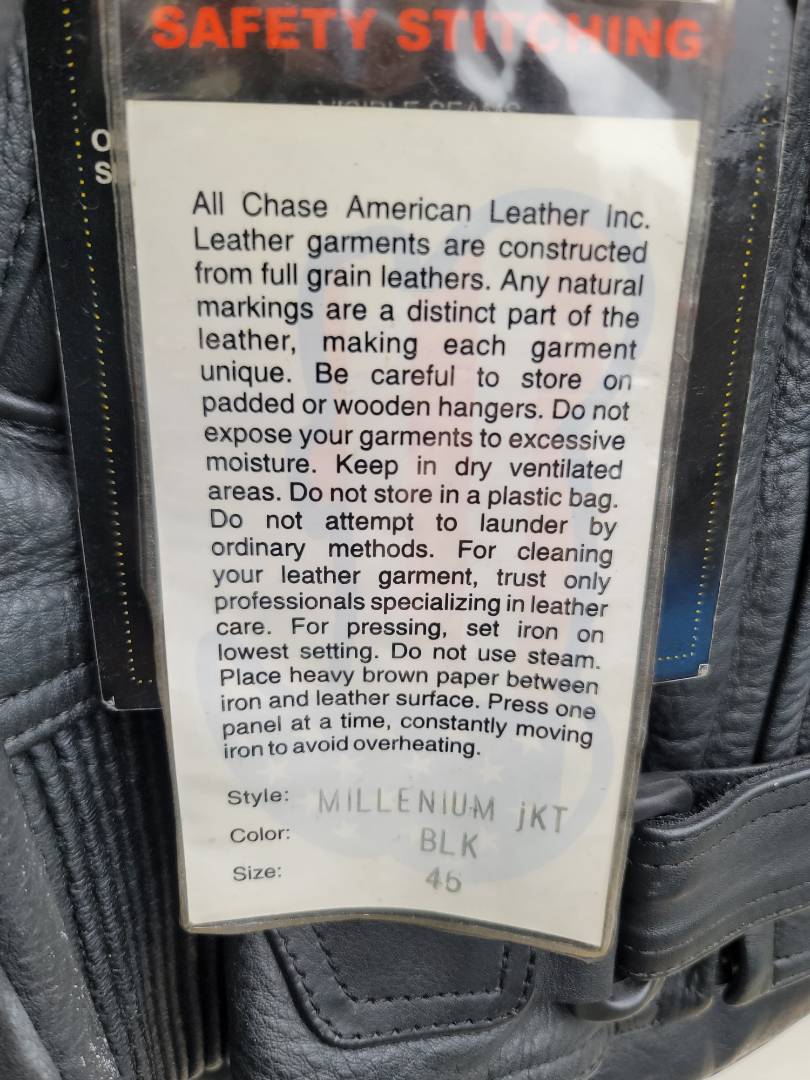 SAFETY STITCHING
VISIBLE SEAMS
O
S
All Chase American Leather Inc.
Leather garments are constructed
from full grain leathers. Any natural
markings are a distinct part of the
leather, making each garment
unique. Be careful to store on
padded or wooden hangers. Do not
expose your garments to excessive
moisture. Keep in dry ventilated
areas. Do not store in a plastic bag.
Do not attempt to launder by
ordinary methods. For cleaning
your leather garment, trust only
professionals specializing in leather
care. For pressing, set iron on
lowest setting. Do not use steam.
Place heavy brown paper between
iron and leather surface. Press one
panel at a time, constantly moving
iron to avoid overheating.
Style: MILLENIUM jKT
Color: BLK
Size: 46